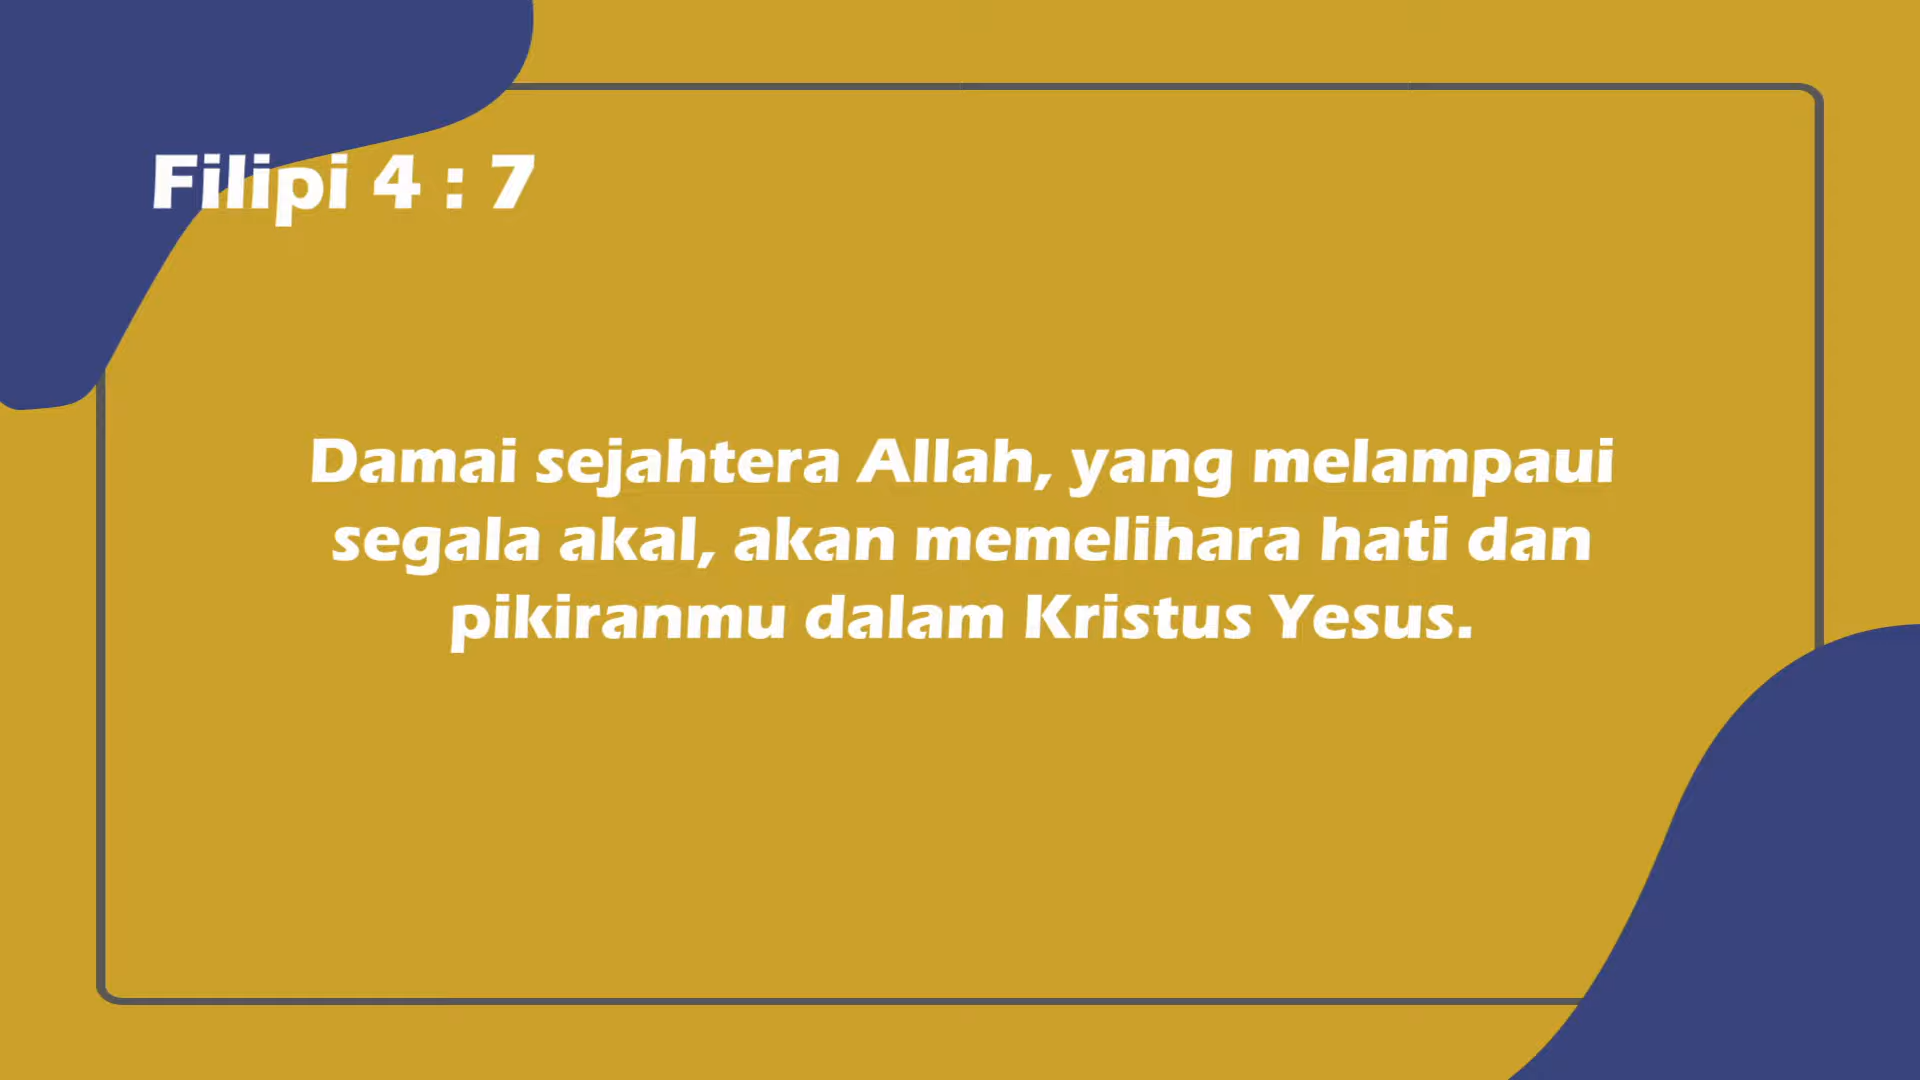 Filipi 4 : 7
Damai sejahtera Allah, yang melampaui
segala akal, akan memelihara hati dan
pikiranmu dalam Kristus Yesus.